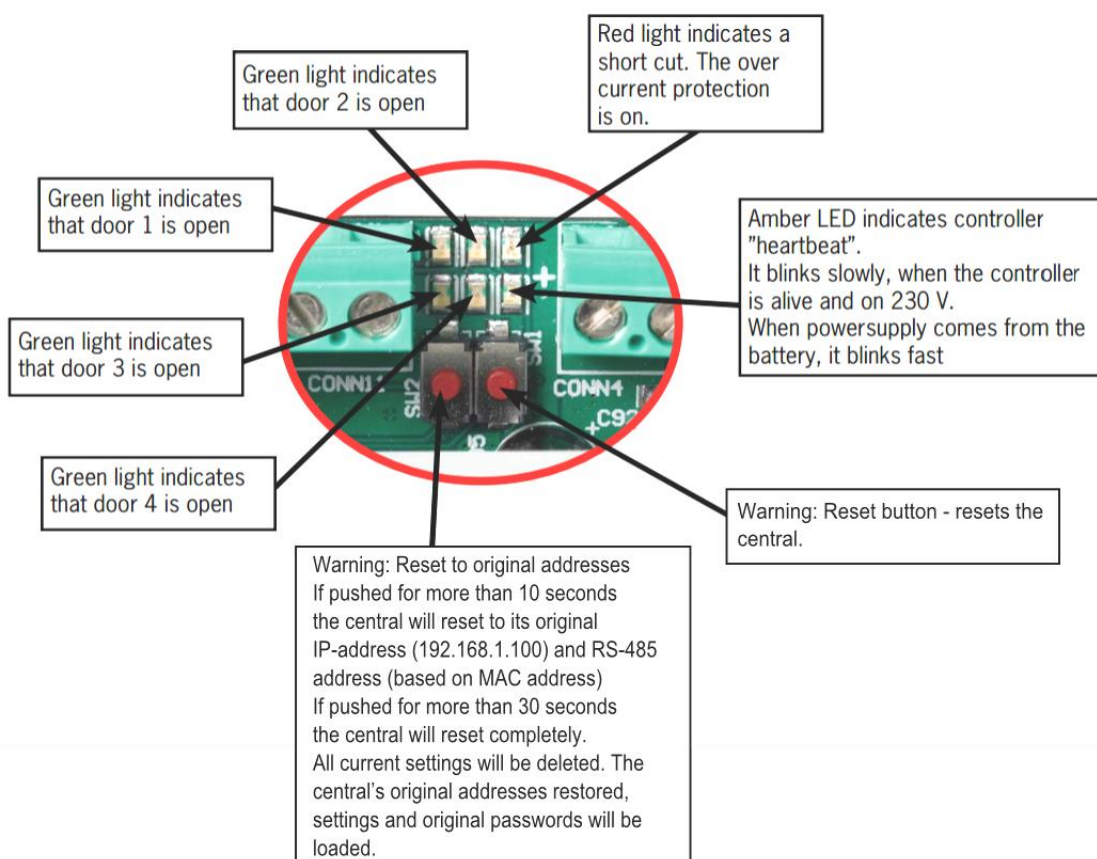 Green light indicates
that door 2 is open
Red light indicates a
short cut. The over
current protection
is on.
Green light indicates
that door 1 is open
Amber LED indicates controller
"heartbeat".
It blinks slowly, when the controller
is alive and on 230 V.
When powersupply comes from the
battery, it blinks fast
Green light indicates
that door 3 is open
+
SW1
CONN11
SW2
CONN4
+C92
Green light indicates
that door 4 is open
Warning: Reset button - resets the
central.
Warning: Reset to original addresses
If pushed for more than 10 seconds
the central will reset to its original
IP-address (192.168.1.100) and RS-485
address (based on MAC address)
If pushed for more than 30 seconds
the central will reset completely.
All current settings will be deleted. The
central's original addresses restored,
settings and original passwords will be
loaded.